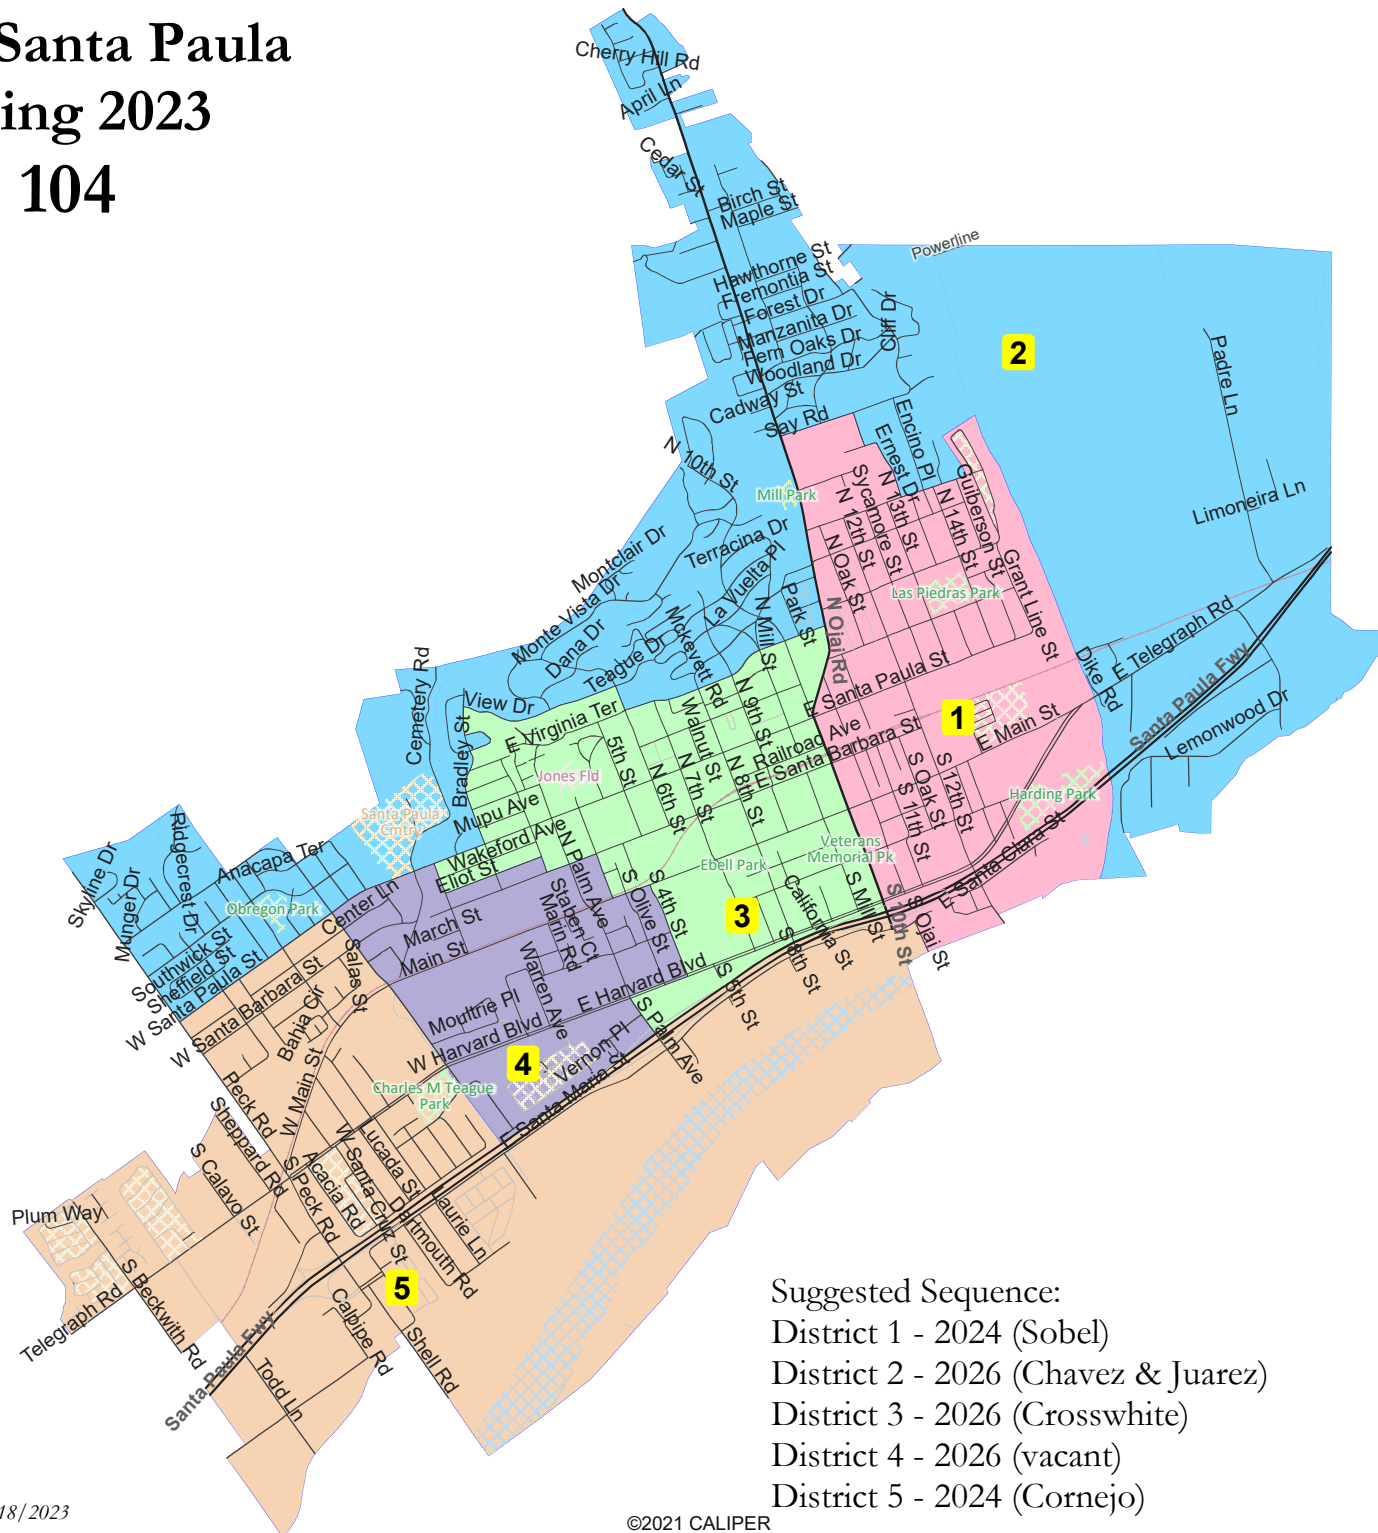 Santa Paula
ing 2023
104
Cherry Hill Rd
April Ln
Cedar St
Birch St
Maple St
Powerline
Hawthorne St
Fremontia St
Forest Dr
Cliff Dr
Manzanita Dr
Fern Oaks Dr
Woodland Dr
2
Padre Ln
Cadway St
Say Rd
Encino Pl
Ernest Dr
N 10th St
Mill Park
Sycamore St
N 12th St
N 13th St
N 14th St
Guiberson St
Limoneira Ln
Montclair Dr
Terracina Dr
La Vuelta Pl
N Oak St
Grant Line St
Monte Vista Dr
Las Piedras Park
Park St
N Mill St
N Ojai Rd
Dana Dr
Mckevett Rd
Teague Dr
E Telegraph Rd
Dike Rd
Cemetery Rd
View Dr
E Santa Paula St
Santa Paula Fwy
Lemonwood Dr
E Virginia Ter
Walnut St
N 9th St
1
E Main St
Railroad Ave
E Santa Barbara St
Bradley St
5th St
Jones Fld
N 6th St
N 7th St
N 8th St
S Oak St
S 12th St
S 11th St
Harding Park
Mupu Ave
Santa Paula Cmtry
Wakeford Ave
Eliot St
N Palm Ave
Veterans
Memorial Pk
Ebell Park
E Santa Clara St
Skyline Dr
Ridgecrest Dr
Munger Dr
Anacapa Ter
Obregon Park
Center Ln
March St
Main St
Staben Ct
Marin Rd
S Olive St
S 4th St
3
California St
S Mill St
S 10th St
S Ojai St
Southwick St
Sheffield St
W Santa Paula St
W Santa Barbara St
Salas St
Bahia Cir
Warren Ave
E Harvard Blvd
S 8th St
S 5th St
Moultrie Pl
W Harvard Blvd
4
Vernon Pl
S Palm Ave
E Santa Maria St
Charles M Teague
Park
Peck Rd
W Main St
Sheppard Rd
S Calavo St
S Peck Rd
Acacia Rd
W Santa Cruz St
Lucada St
Dartmouth Rd
Laurie Ln
Plum Way
S Beckwith Rd
Telegraph Rd
5
Calpipe Rd
Shell Rd
Santa Paula Fwy
Todd Ln
Suggested Sequence:
District 1 - 2024 (Sobel)
District 2 - 2026 (Chavez & Juarez)
District 3 - 2026 (Crosswhite)
District 4 - 2026 (vacant)
District 5 - 2024 (Cornejo)
18/2023
©2021 CALIPER